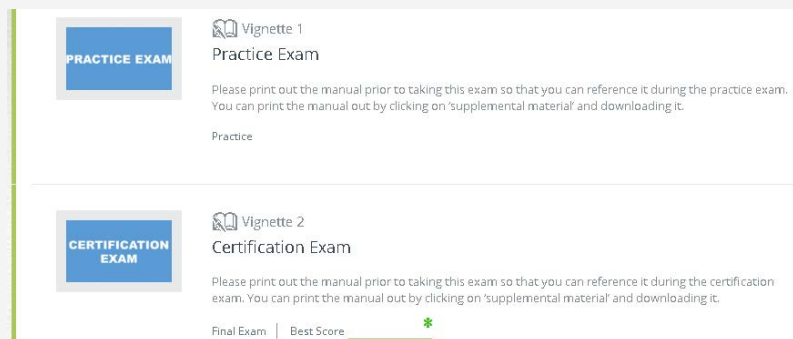 PRACTICE EXAM
Vignette 1
Practice Exam
Please print out the manual prior to taking this exam so that you can reference it during the practice exam.
You can print the manual out by clicking on 'supplemental material' and downloading it.
Practice
CERTIFICATION
EXAM
Vignette 2
Certification Exam
Please print out the manual prior to taking this exam so that you can reference it during the certification
exam. You can print the manual out by clicking on 'supplemental material' and downloading it.
Final Exam | Best Score *